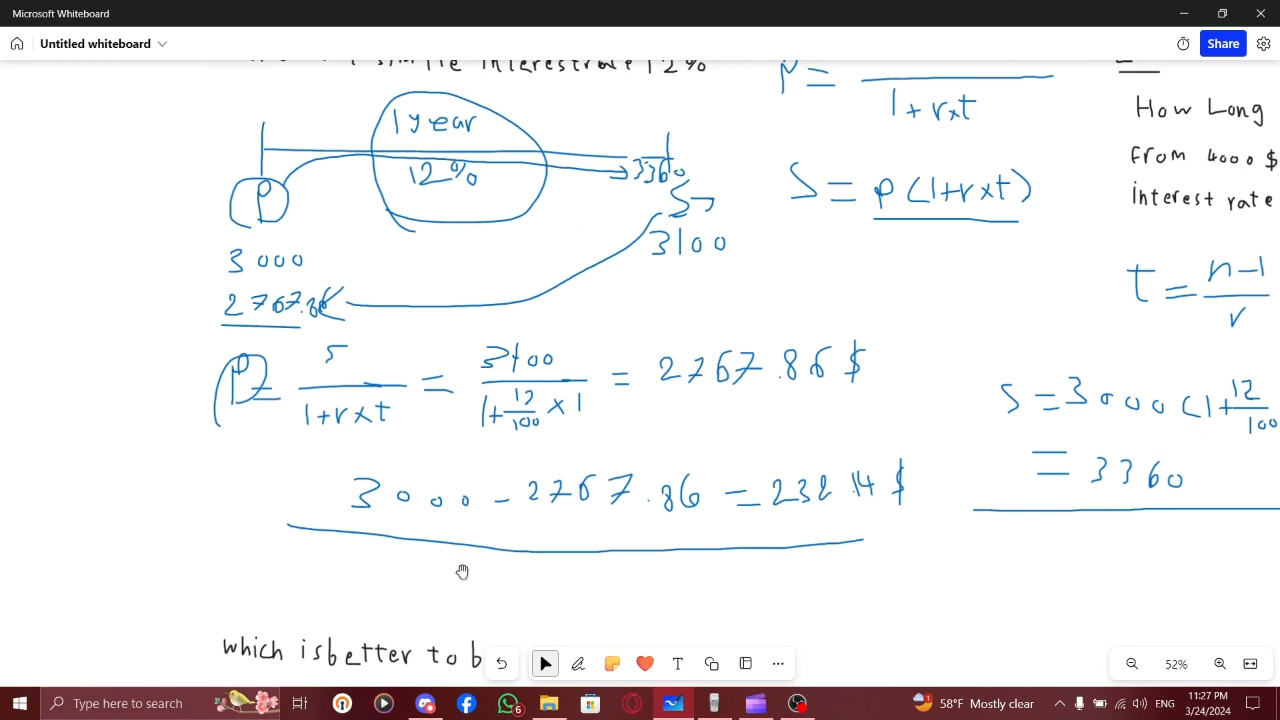 Microsoft Whiteboard
Untitled whiteboard
Share
interest rate 12%
P =
1 + r×t
1 year
12%
P
3360
S
3100
3000
2767.86
S = P (1+r×t)
How Long
From 4000 $
interest rate
t = n-1
r
P = S
1+r×t
= 3100
1+12/100 × 1
= 2767.86 $
S = 3000 (1+12
100
= 3360
3000 - 2767.86 = 232.14 $
which is better to b
52%
Type here to search
6
58°F Mostly clear
ENG
11:27 PM
3/24/2024